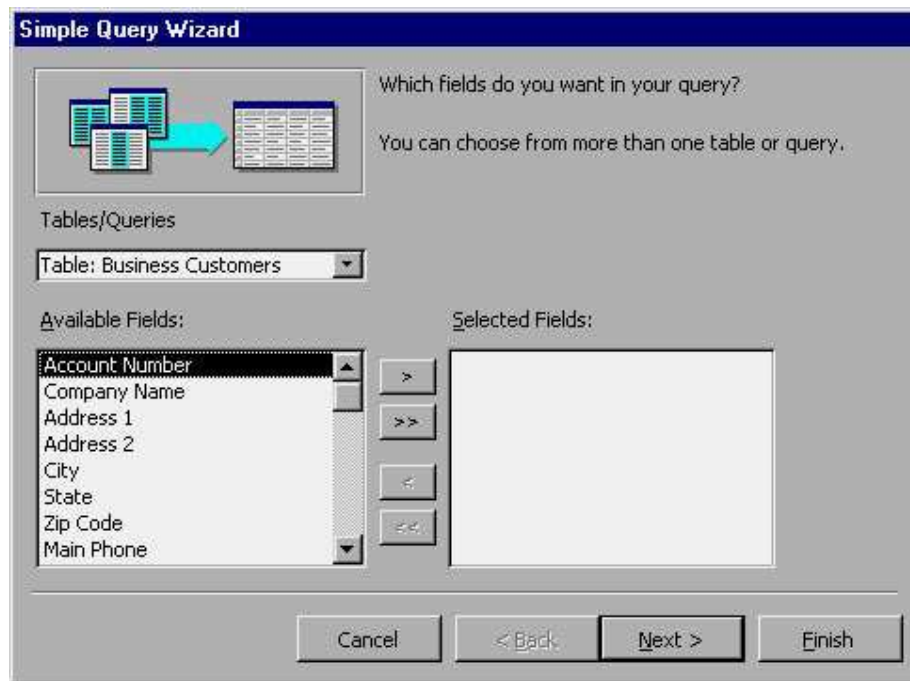 Simple Query Wizard
Which fields do you want in your query?
You can choose from more than one table or query.
Tables/Queries
Table: Business Customers
Available Fields:
Selected Fields:
Account Number
Company Name
Address 1
Address 2
City
State
Zip Code
Main Phone
>
>>
<
<<
Cancel
< Back
Next >
Finish